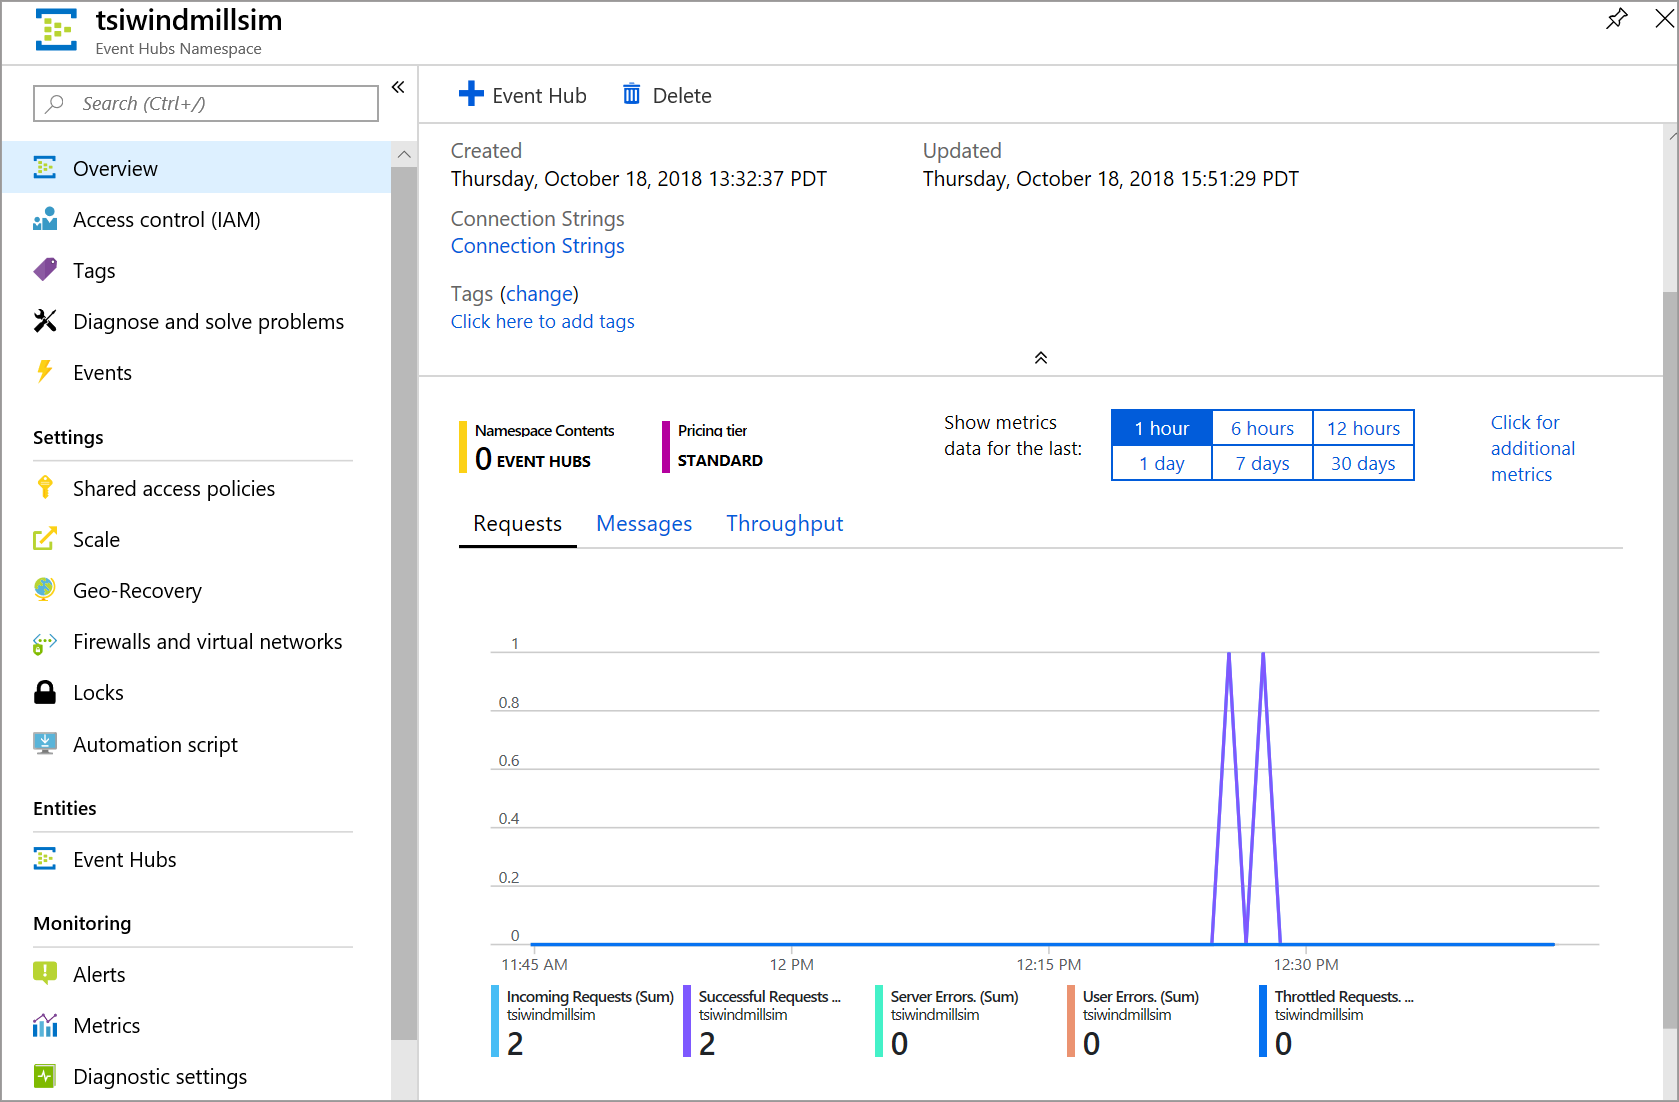 tsiwindmillsim
Event Hubs Namespace
Search (Ctrl+/)
Overview
Access control (IAM)
Tags
Diagnose and solve problems
Events
Settings
Shared access policies
Scale
Geo-Recovery
Firewalls and virtual networks
Locks
Automation script
Entities
Event Hubs
Monitoring
Alerts
Metrics
Diagnostic settings
Event Hub
Delete
Created
Thursday, October 18, 2018 13:32:37 PDT
Updated
Thursday, October 18, 2018 15:51:29 PDT
Connection Strings
Connection Strings
Tags (change)
Click here to add tags
Namespace Contents
0 EVENT HUBS
Pricing tier
STANDARD
Show metrics
data for the last:
1 hour
6 hours
12 hours
1 day
7 days
30 days
Click for
additional
metrics
Requests
Messages
Throughput
1
0.8
0.6
0.4
0.2
0
11:45 AM
12 PM
12:15 PM
12:30 PM
Incoming Requests (Sum)
tsiwindmillsim
2
Successful Requests ...
tsiwindmillsim
2
Server Errors. (Sum)
tsiwindmillsim
0
User Errors. (Sum)
tsiwindmillsim
0
Throttled Requests. ...
tsiwindmillsim
0